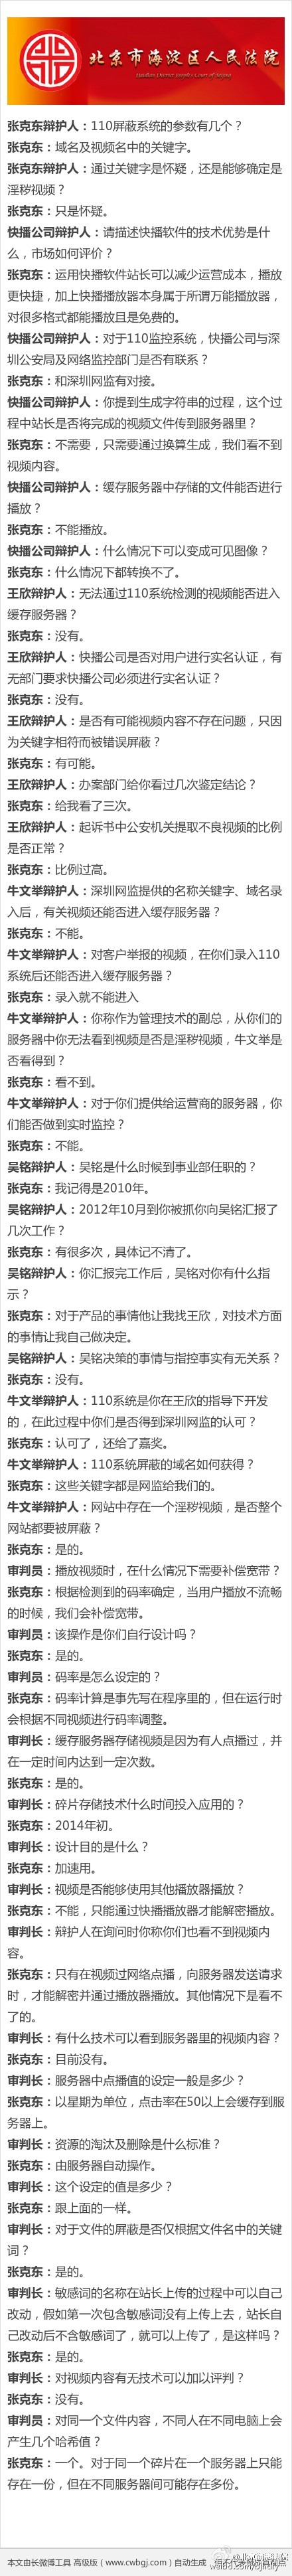 北京市海淀区人民法院
Haidian District People's Court of Beijing
张克东辩护人：110屏蔽系统的参数有几个？
张克东：域名及视频名中的关键字。
张克东辩护人：通过关键字是怀疑，还是能够确定是
淫秽视频？
张克东：只是怀疑。
快播公司辩护人：请描述快播软件的技术优势是什
么，市场如何评价？
张克东：运用快播软件站长可以减少运营成本，播放
更快捷，加上快播播放器本身属于所谓万能播放器，
对很多格式都能播放且是免费的。
快播公司辩护人：对于110监控系统，快播公司与深
圳公安局及网络监控部门是否有联系？
张克东：和深圳网监有对接。
快播公司辩护人：你提到生成字符串的过程，这个过
程中站长是否将完成的视频文件传到服务器里？
张克东：不需要，只需要通过换算生成，我们看不到
视频内容。
快播公司辩护人：缓存服务器中存储的文件能否进行
播放？
张克东：不能播放。
快播公司辩护人：什么情况下可以变成可见图像？
张克东：什么情况下都转换不了。
王欣辩护人：无法通过110系统检测的视频能否进入
缓存服务器？
张克东：没有。
王欣辩护人：快播公司是否对用户进行实名认证，有
无部门要求快播公司必须进行实名认证？
张克东：没有。
王欣辩护人：是否有可能视频内容不存在问题，只因
为关键字相符而被错误屏蔽？
张克东：有可能。
王欣辩护人：办案部门给你看过几次鉴定结论？
张克东：给我看了三次。
王欣辩护人：起诉书中公安机关提取不良视频的比例
是否正常？
张克东：比例过高。
牛文举辩护人：深圳网监提供的名称关键字、域名录
入后，有关视频还能否进入缓存服务器？
张克东：不能。
牛文举辩护人：对客户举报的视频，在你们录入110
系统后还能否进入缓存服务器？
张克东：录入就不能进入
牛文举辩护人：你称作为管理技术的副总，从你们的
服务器中你无法看到视频是否是淫秽视频，牛文举是
否看得到？
张克东：看不到。
牛文举辩护人：对于你们提供给运营商的服务器，你
们能否做到实时监控？
张克东：不能。
吴铭辩护人：吴铭是什么时候到事业部任职的？
张克东：我记得是2010年。
吴铭辩护人：2012年10月到你被抓你向吴铭汇报了
几次工作？
张克东：有很多次，具体记不清了。
吴铭辩护人：你汇报完工作后，吴铭对你有什么指
示？
张克东：对于产品的事情他让我找王欣，对技术方面
的事情让我自己做决定。
吴铭辩护人：吴铭决策的事情与指控事实有无关系？
张克东：没有。
牛文举辩护人：110系统是你在王欣的指导下开发
的，在此过程中你们是否得到深圳网监的认可？
张克东：认可了，还给了嘉奖。
牛文举辩护人：110系统屏蔽的域名如何获得？
张克东：这些关键字都是网监给我们的。
牛文举辩护人：网站中存在一个淫秽视频，是否整个
网站都要被屏蔽？
张克东：是的。
审判员：播放视频时，在什么情况下需要补偿宽带？
张克东：根据检测到的码率确定，当用户播放不流畅
的时候，我们会补偿宽带。
审判员：该操作是你们自行设计吗？
张克东：是的。
审判员：码率是怎么设定的？
张克东：码率计算是事先写在程序里的，但在运行时
会根据不同视频进行码率调整。
审判长：缓存服务器存储视频是因为有人点播过，并
在一定时间内达到一定次数。
张克东：是的。
审判长：碎片存储技术什么时间投入应用的？
张克东：2014年初。
审判长：设计目的是什么？
张克东：加速用。
审判长：视频是否能够使用其他播放器播放？
张克东：不能，只能通过快播播放器才能解密播放。
审判长：辩护人在询问时你称你们也看不到视频内
容。
张克东：只有在视频过网络点播，向服务器发送请求
时，才能解密并通过播放器播放。其他情况下是看不
了的。
审判长：有什么技术可以看到服务器里的视频内容？
张克东：目前没有。
审判长：服务器中点播值的设定一般是多少？
张克东：以星期为单位，点击率在50以上会缓存到服
务器上。
审判长：资源的淘汰及删除是什么标准？
张克东：由服务器自动操作。
审判长：这个设定的值是多少？
张克东：跟上面的一样。
审判长：对于文件的屏蔽是否仅根据文件名中的关键
词？
张克东：是的。
审判长：敏感词的名称在站长上传的过程中可以自己
改动，假如第一次包含敏感词没有上传上去，站长自
己改动后不含敏感词了，就可以上传了，是这样吗？
张克东：是的。
审判长：对视频内容有无技术可以加以评判？
张克东：没有。
审判员：对同一个文件内容，不同人在不同电脑上会
产生几个哈希值？
张克东：一个。对于同一个碎片在一个服务器上只能
存在一份，但在不同服务器间可能存在多份。
本文由长微博工具 高级版（www.cwbgj.com）自动生成，但不代表赞同其观点